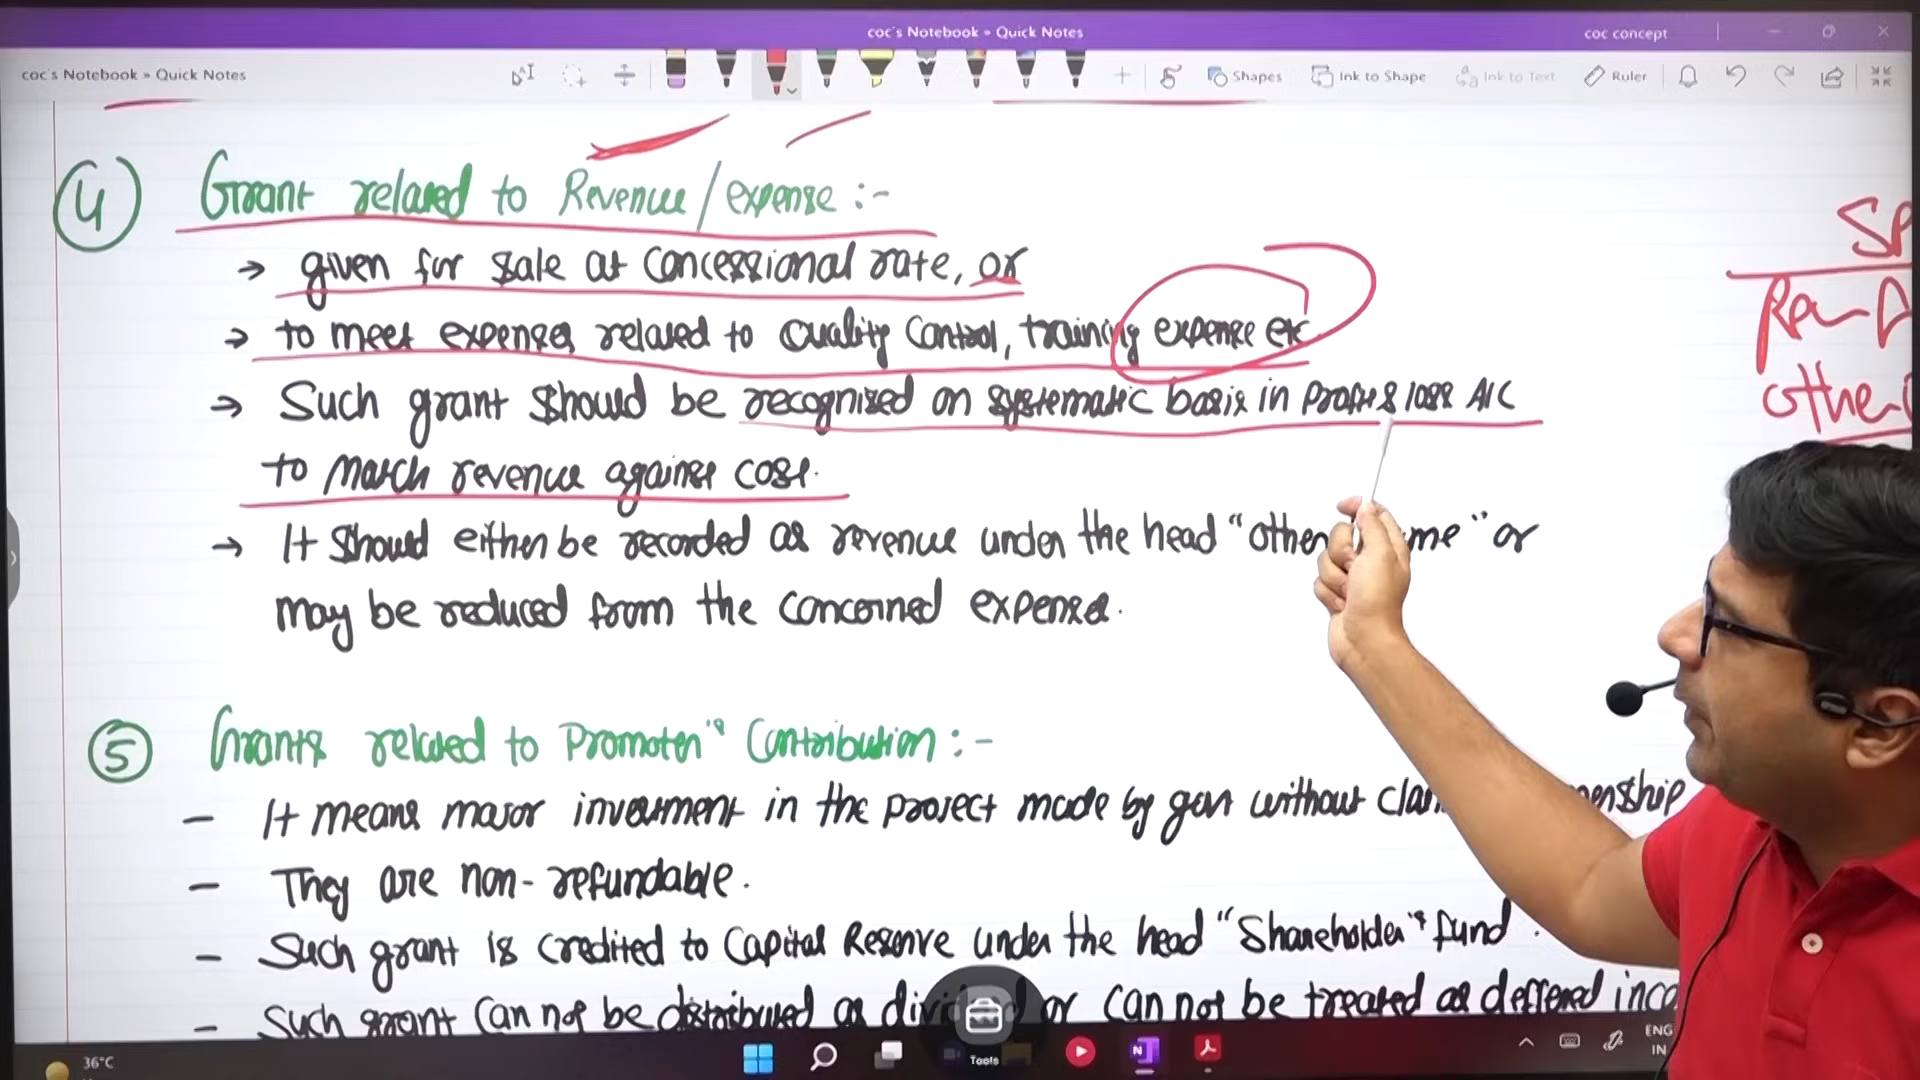 coc's Notebook » Quick Notes
coc concept
coc's Notebook » Quick Notes
Shapes
Ink to Shape
Ink to Text
Ruler
4 Grant related to Revenue/expense :-
→ given for sale at concessional rate, or
→ to meet expenses related to Quality Control, training expense etc
→ Such grant should be recognised on systematic basis in Profit & loss A/C
to match revenue against cost.
→ It should either be recorded as revenue under the head "other me" or
may be reduced from the concerned expense.
5 Grants related to Promoter's Contribution :-
- It means major investment in the project made by gov without
- They are non-refundable.
- Such grant is credited to Capital Reserve under the head "Shareholder's fund
- Such grant can not be distributed as or can not be treated as deffered
Tools
36°C
ENG
IN